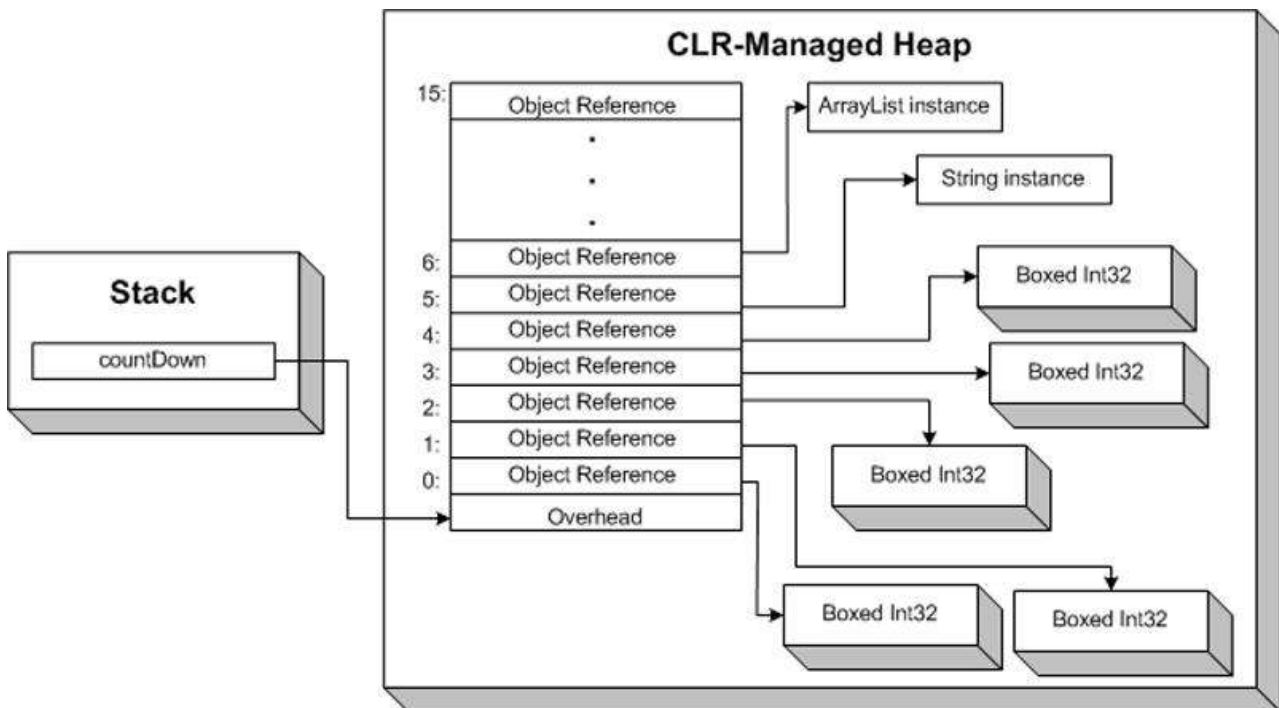 CLR-Managed Heap
15:
Object Reference
.
.
.
ArrayList instance
String instance
6:
Object Reference
5:
Object Reference
4:
Object Reference
3:
Object Reference
2:
Object Reference
1:
Object Reference
0:
Object Reference
Overhead
Stack
countDown
Boxed Int32
Boxed Int32
Boxed Int32
Boxed Int32
Boxed Int32